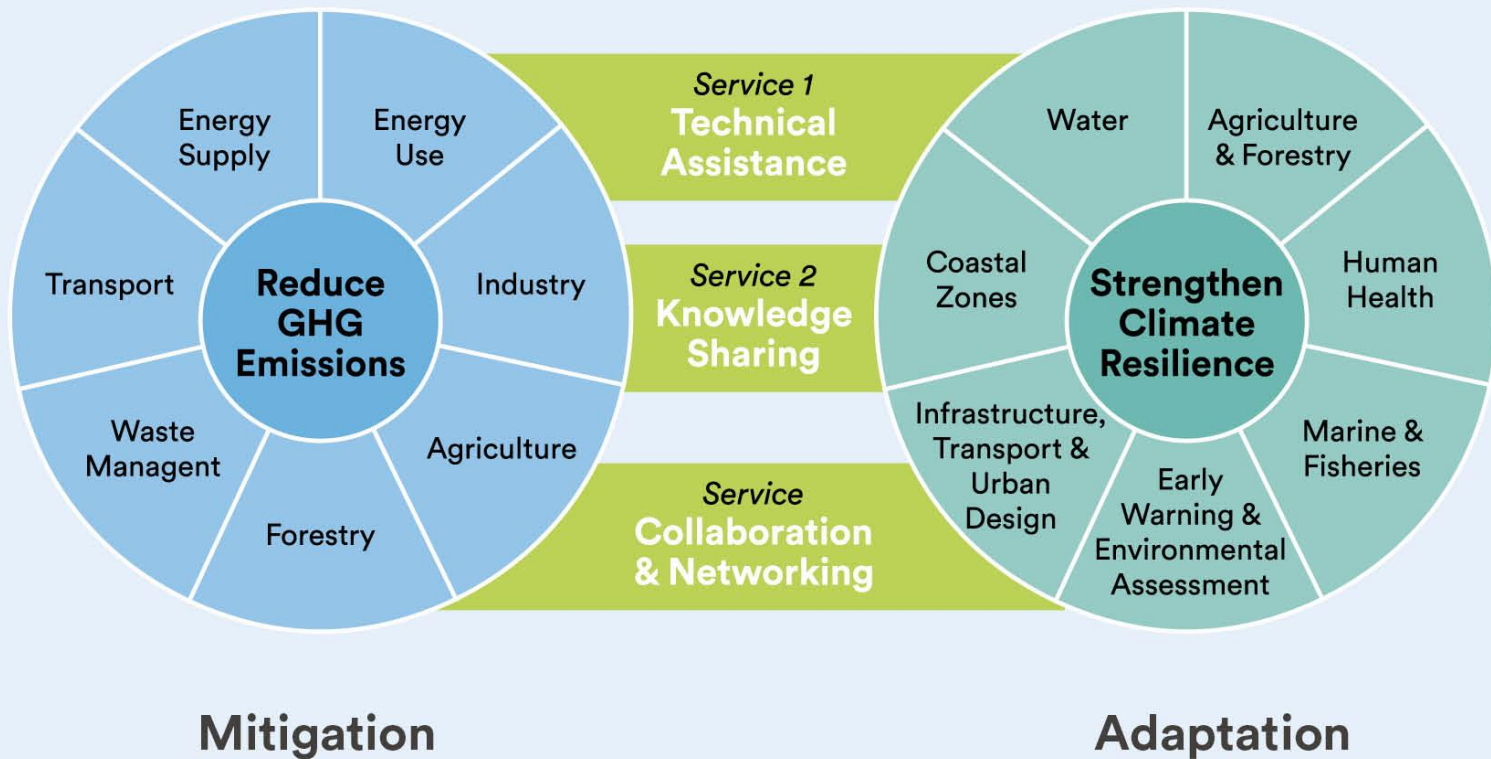 Energy
Supply
Energy
Use
Transport
Reduce
GHG
Emissions
Industry
Waste
Managent
Agriculture
Forestry
Service 1
Technical
Assistance
Service 2
Knowledge
Sharing
Service
Collaboration
& Networking
Water
Agriculture
& Forestry
Coastal
Zones
Strengthen
Climate
Resilience
Human
Health
Infrastructure,
Transport &
Urban
Design
Early
Warning &
Environmental
Assessment
Marine &
Fisheries
Mitigation
Adaptation